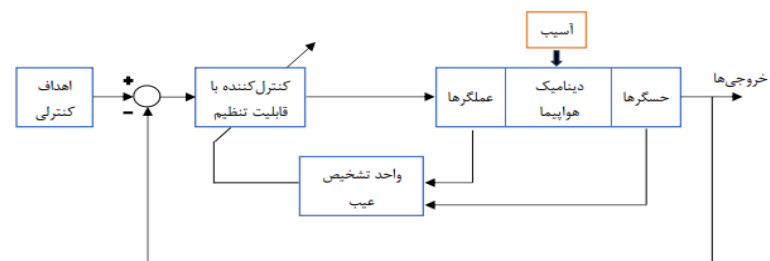 آسیب
خروجی‌ها
اهداف
کنترلی
+
−
کنترل‌کننده با
قابلیت تنظیم
عملگرها
دینامیک
هواپیما
حسگرها
واحد تشخیص
عیب